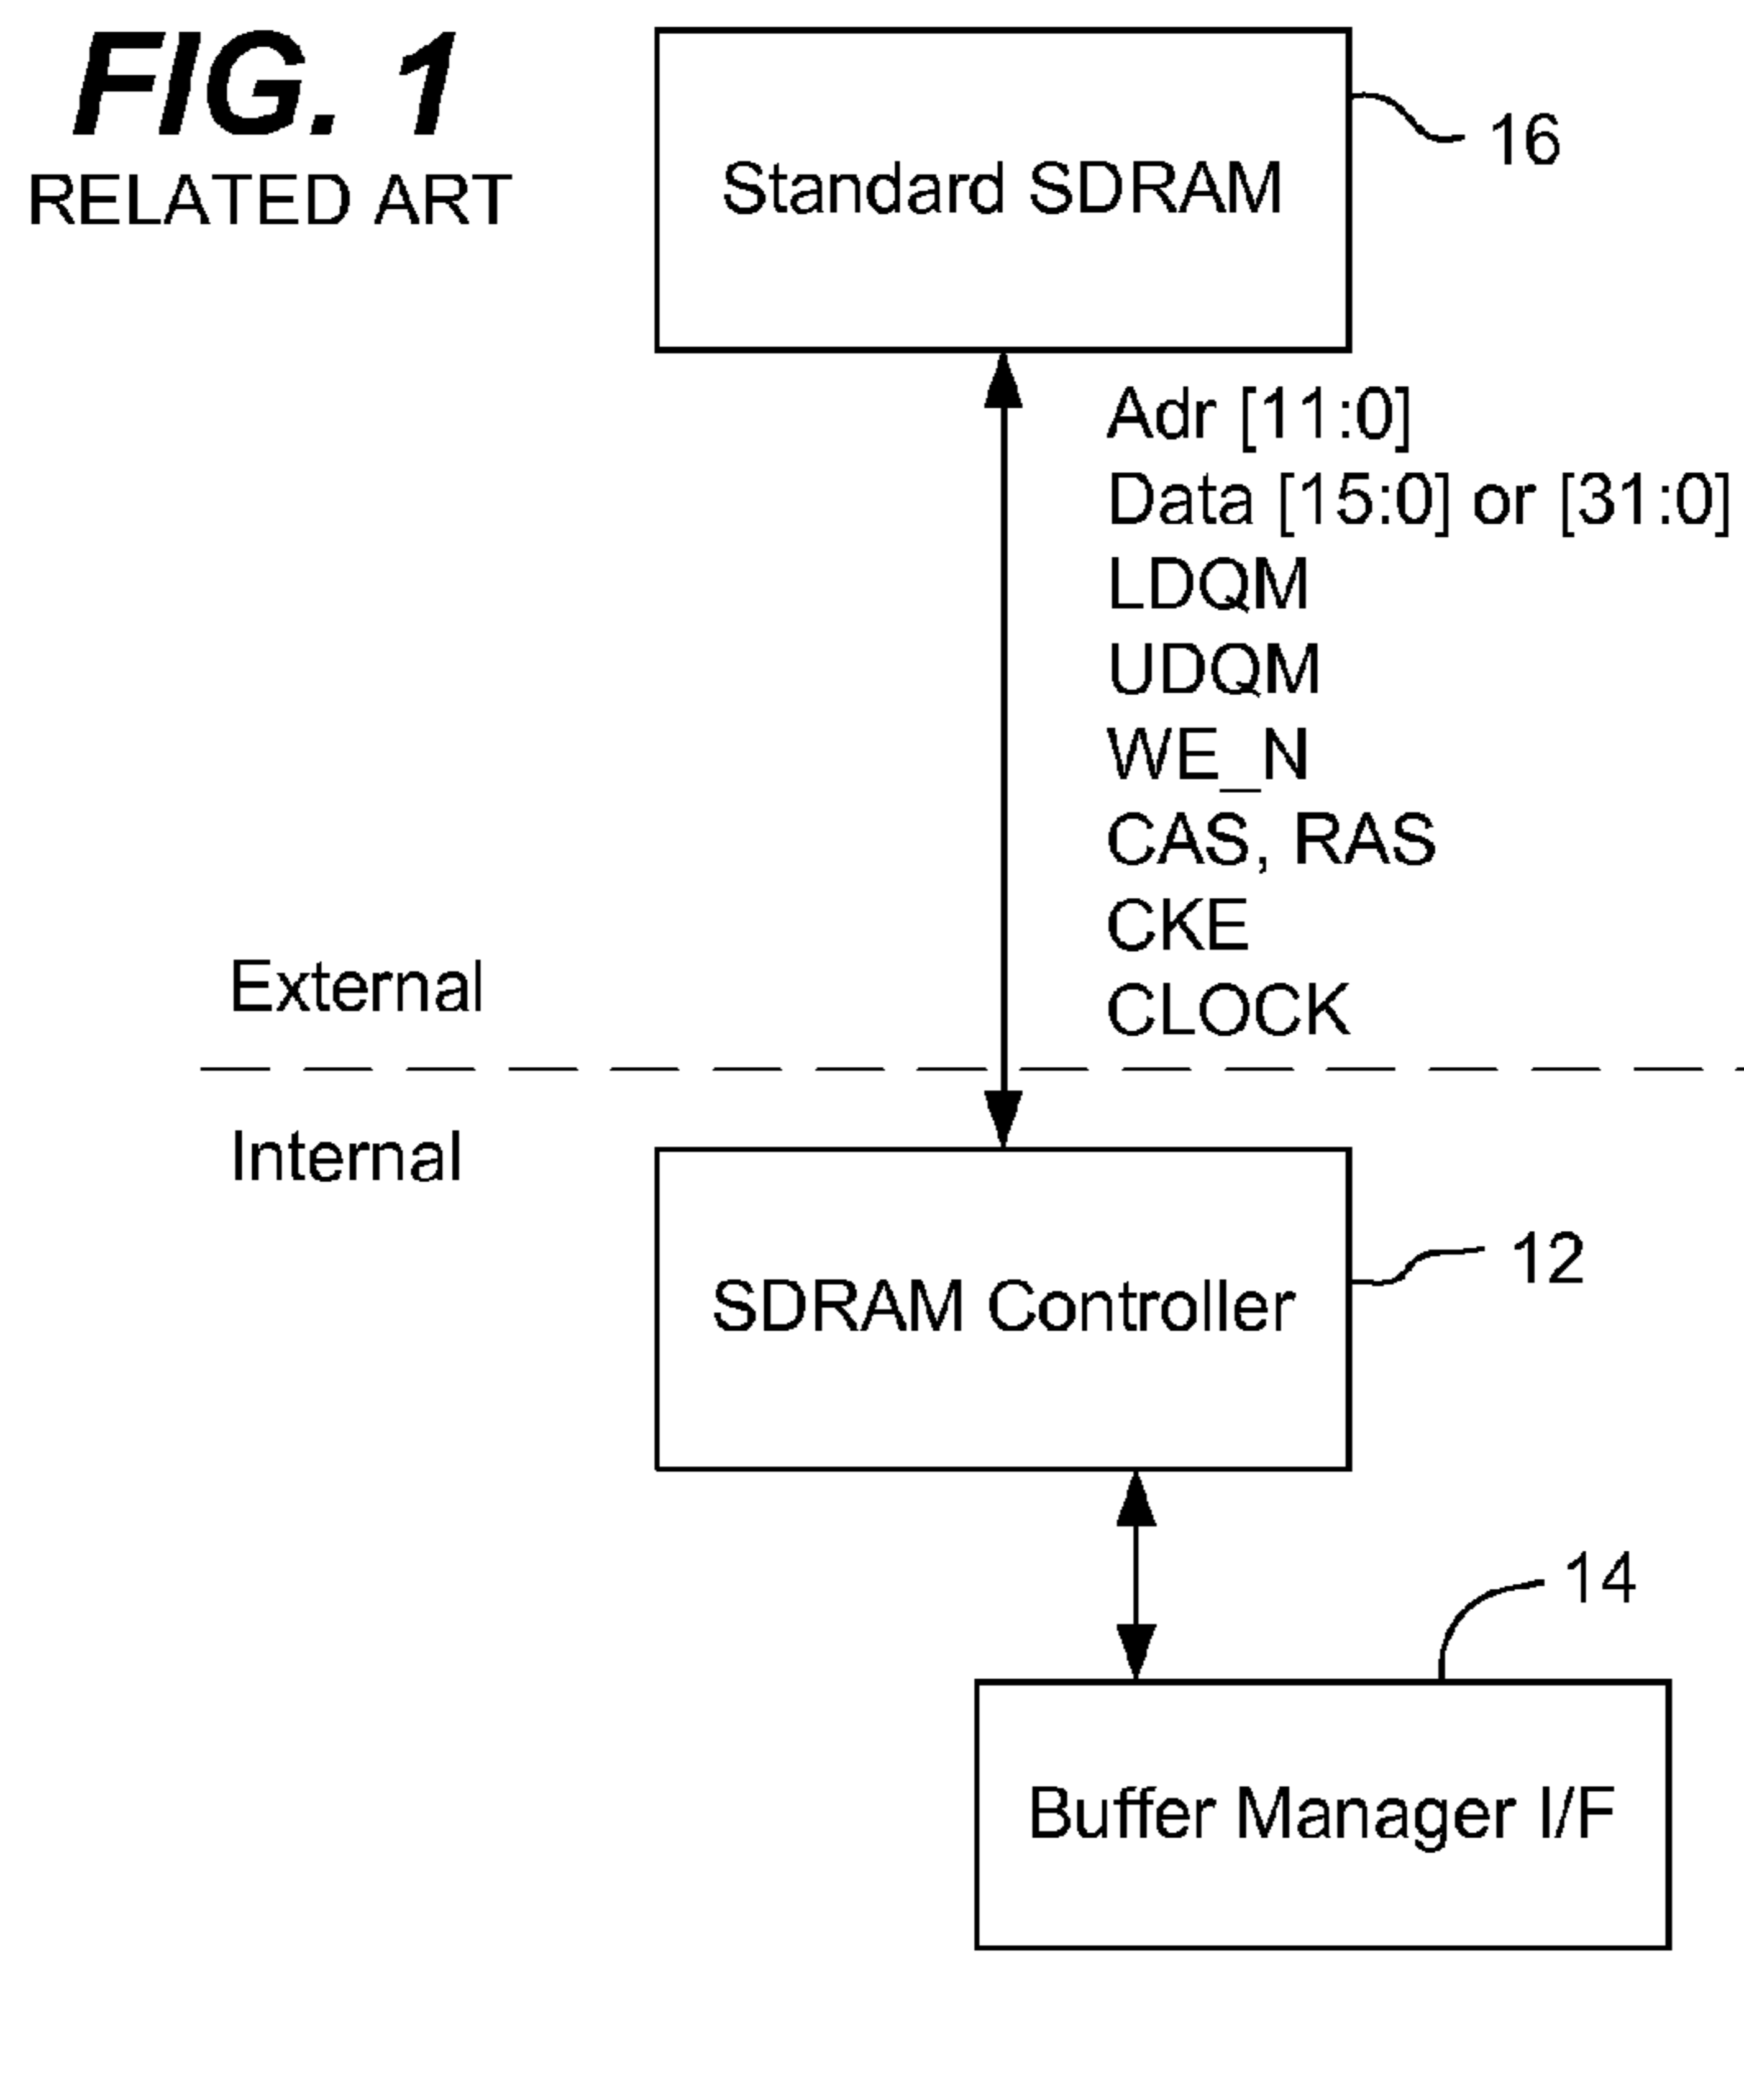 FIG. 1
RELATED ART
Standard SDRAM
16
Adr [11:0]
Data [15:0] or [31:0]
LDQM
UDQM
WE_N
CAS, RAS
CKE
CLOCK
External
Internal
SDRAM Controller
12
14
Buffer Manager I/F